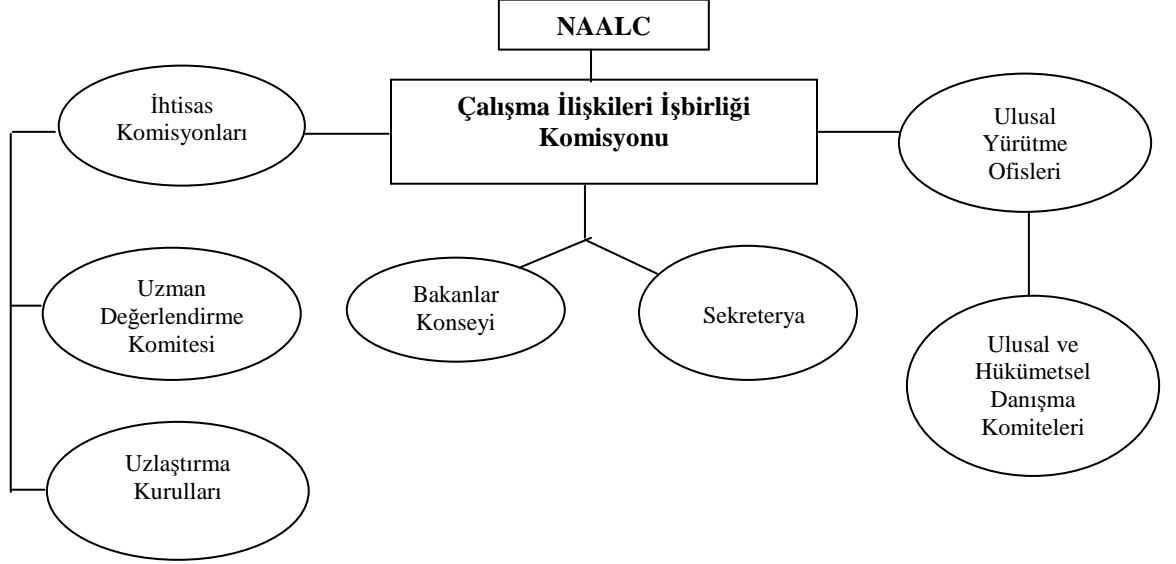 NAALC
Çalışma İlişkileri İşbirliği
Komisyonu
İhtisas
Komisyonları
Ulusal
Yürütme
Ofisleri
Uzman
Değerlendirme
Komitesi
Bakanlar
Konseyi
Sekreterya
Ulusal ve
Hükümetsel
Danışma
Komiteleri
Uzlaştırma
Kurulları